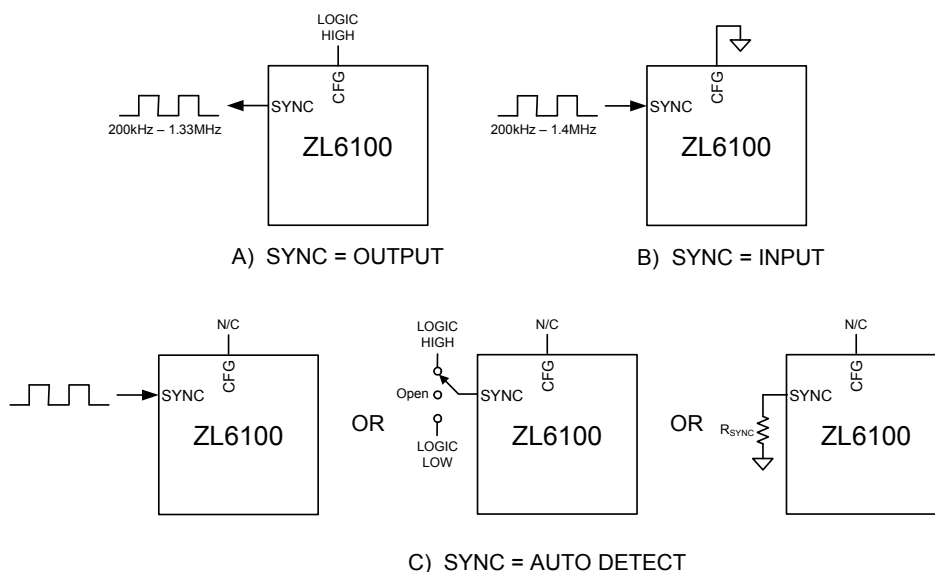 LOGIC
HIGH
CFG
SYNC
200kHz – 1.33MHz
ZL6100
A) SYNC = OUTPUT
CFG
SYNC
200kHz – 1.4MHz
ZL6100
B) SYNC = INPUT
N/C
CFG
SYNC
ZL6100
OR
LOGIC
HIGH
Open
LOGIC
LOW
N/C
CFG
SYNC
ZL6100
OR
N/C
CFG
SYNC
RSYNC
ZL6100
C) SYNC = AUTO DETECT